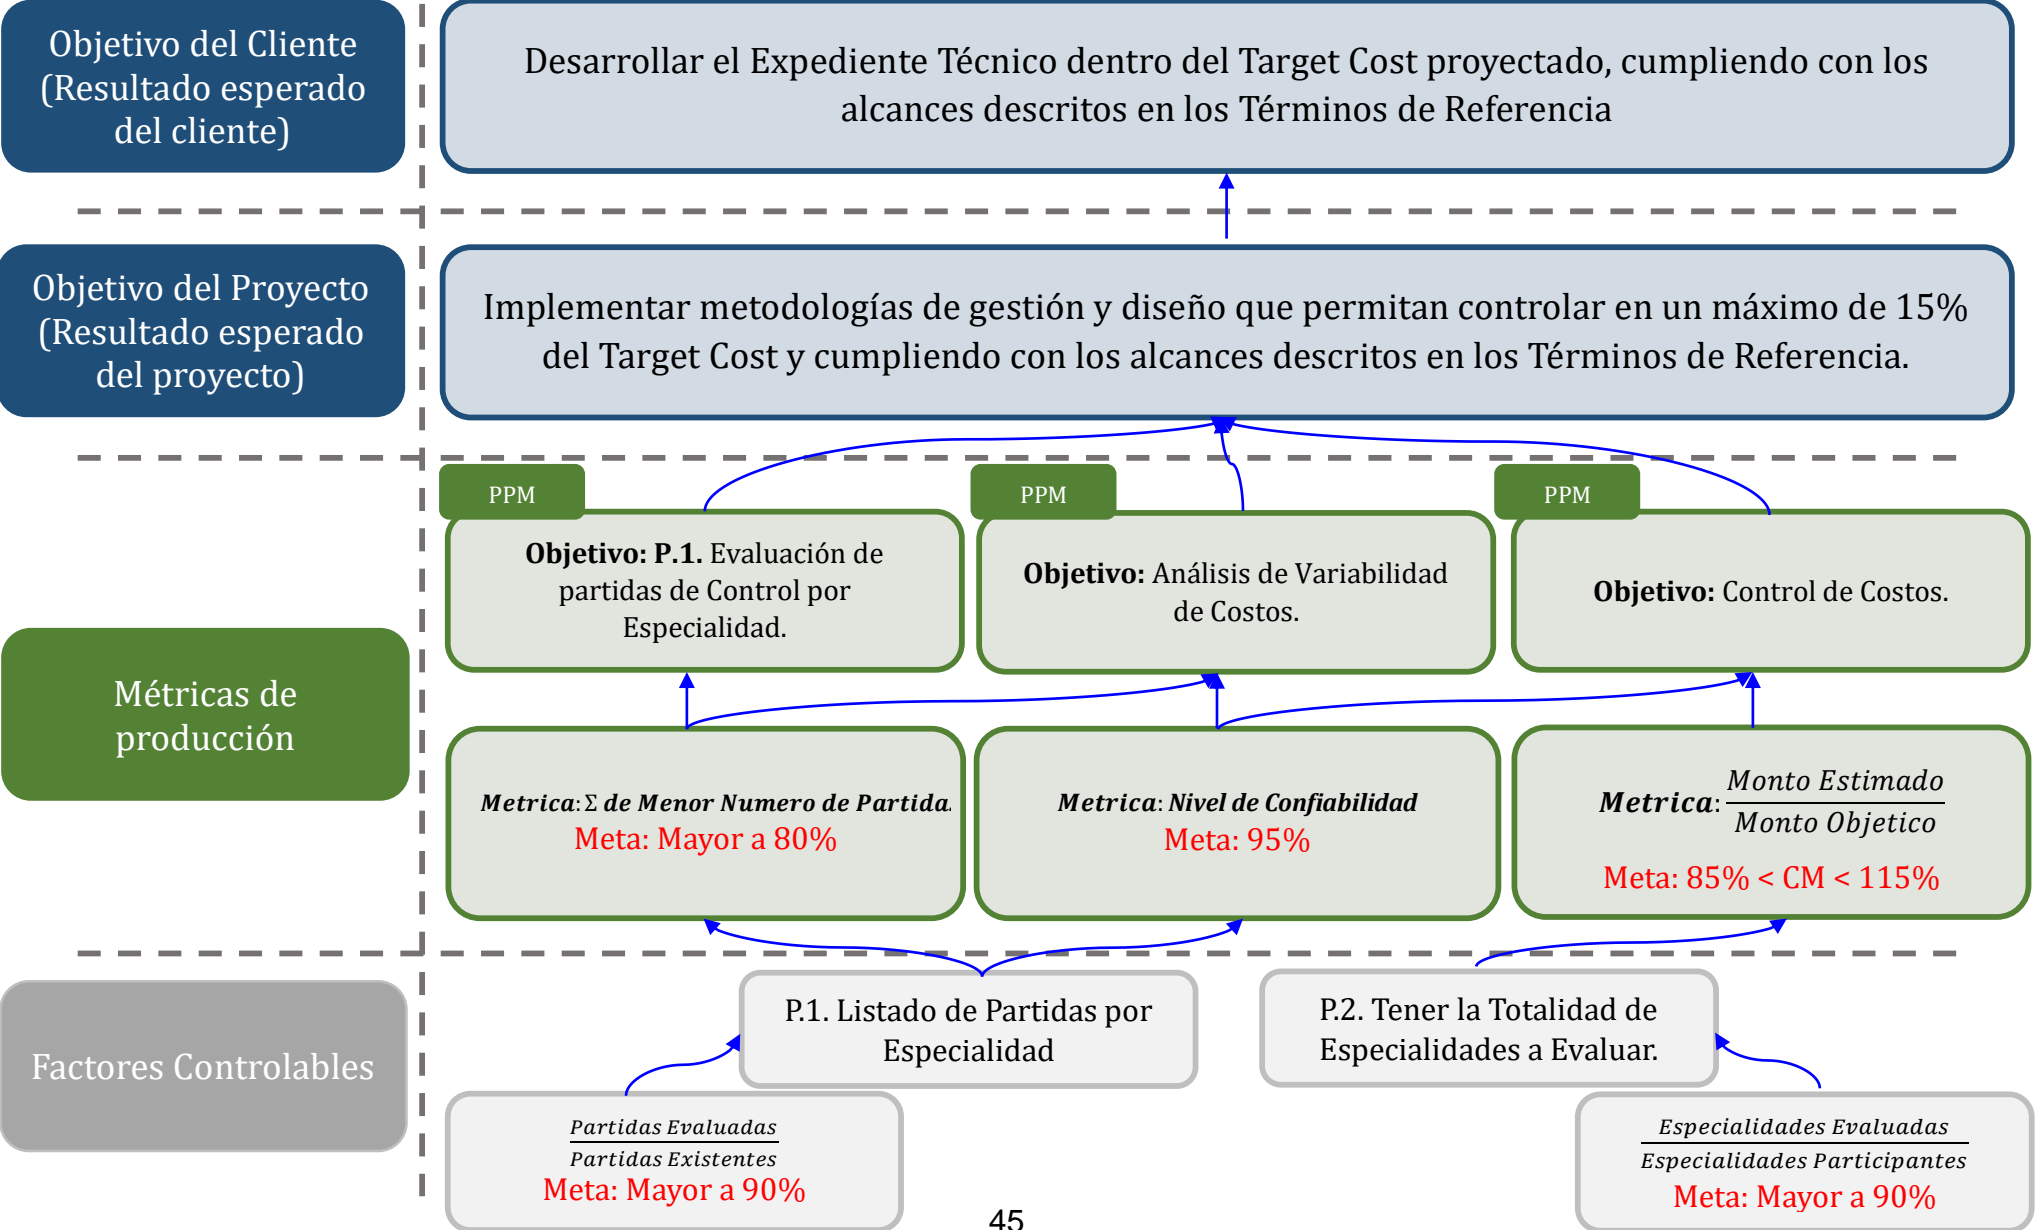 Objetivo del Cliente
(Resultado esperado
del cliente)
Desarrollar el Expediente Técnico dentro del Target Cost proyectado, cumpliendo con los
alcances descritos en los Términos de Referencia
Objetivo del Proyecto
(Resultado esperado
del proyecto)
Implementar metodologías de gestión y diseño que permitan controlar en un máximo de 15%
del Target Cost y cumpliendo con los alcances descritos en los Términos de Referencia.
Métricas de
producción
PPM
Objetivo: P.1. Evaluación de
partidas de Control por
Especialidad.
PPM
Objetivo: Análisis de Variabilidad
de Costos.
PPM
Objetivo: Control de Costos.
Metrica: Σ de Menor Numero de Partida
Meta: Mayor a 80%
Metrica: Nivel de Confiabilidad
Meta: 95%
Metrica: Monto Estimado
Monto Objetico
Meta: 85% < CM < 115%
Factores Controlables
P.1. Listado de Partidas por
Especialidad
P.2. Tener la Totalidad de
Especialidades a Evaluar.
Partidas Evaluadas
Partidas Existentes
Meta: Mayor a 90%
Especialidades Evaluadas
Especialidades Participantes
Meta: Mayor a 90%
45